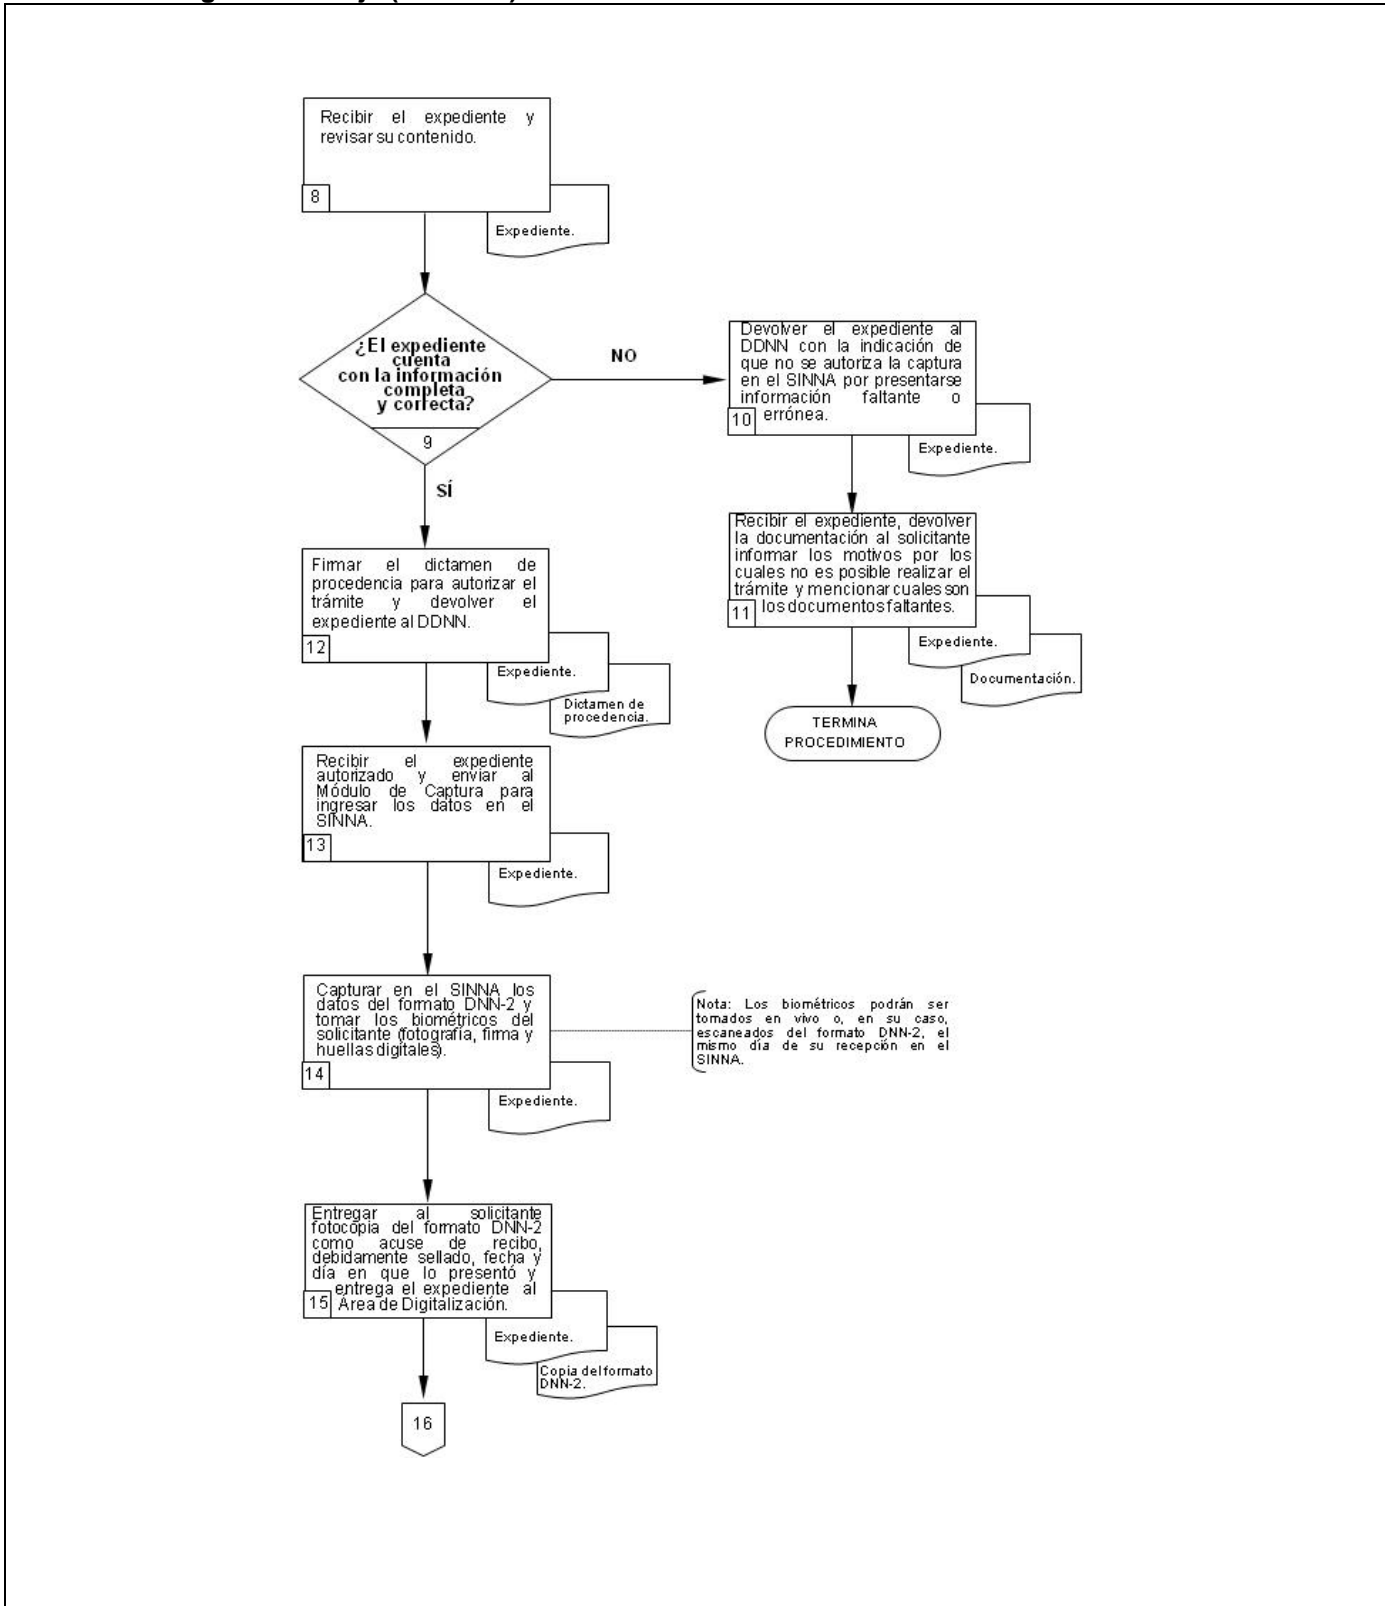 Recibir el expediente y
revisar su contenido.
8
Expediente.
¿El expediente
cuenta
con la información
completa
y correcta?
9
NO
Devolver el expediente al
DDNN con la indicación de
que no se autoriza la captura
en el SINNA por presentarse
información faltante o
errónea.
10
Expediente.
Recibir el expediente, devolver
la documentación al solicitante
informar los motivos por los
cuales no es posible realizar el
trámite y mencionar cuales son
los documentos faltantes.
11
Expediente.
Documentación.
TERMINA
PROCEDIMIENTO
SÍ
Firmar el dictamen de
procedencia para autorizar el
trámite y devolver el
expediente al DDNN.
12
Expediente.
Dictamen de
procedencia.
Recibir el expediente
autorizado y enviar al
Módulo de Captura para
ingresar los datos en el
SINNA.
13
Expediente.
Capturar en el SINNA los
datos del formato DNN-2 y
tomar los biométricos del
solicitante (fotografía, firma y
huellas digitales).
14
Expediente.
Nota: Los biométricos podrán ser
tomados en vivo o, en su caso,
escaneados del formato DNN-2, el
mismo día de su recepción en el
SINNA.
Entregar al solicitante
fotocopia del formato DNN-2
como acuse de recibo,
debidamente sellado, fecha y
día en que lo presentó y
entrega el expediente al
Área de Digitalización.
15
Expediente.
Copia del formato
DNN-2.
16